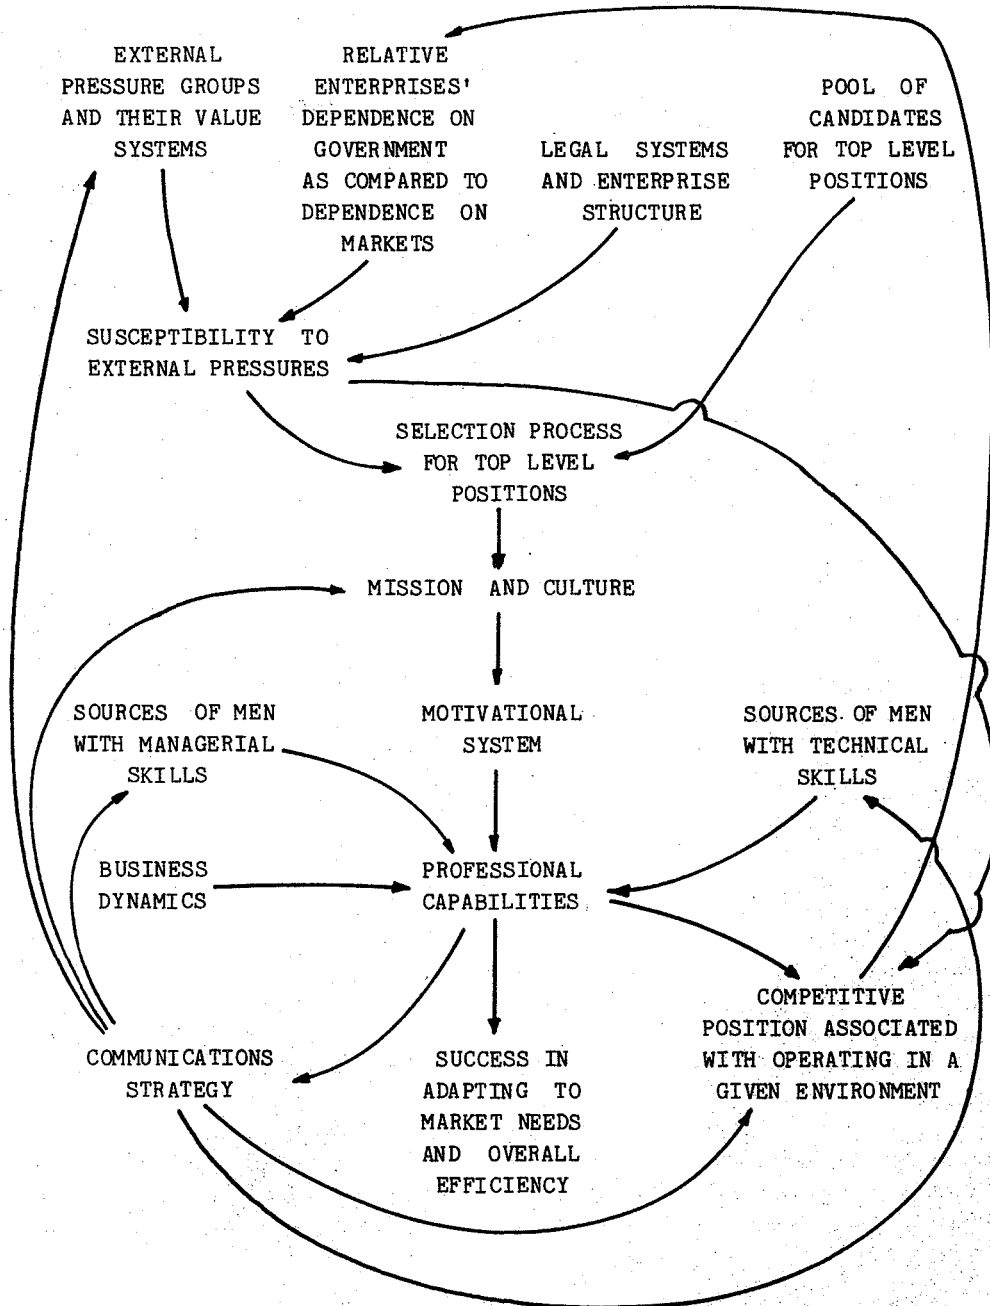 EXTERNAL
PRESSURE GROUPS
AND THEIR VALUE
SYSTEMS
RELATIVE
ENTERPRISES'
DEPENDENCE ON
GOVERNMENT
AS COMPARED TO
DEPENDENCE ON
MARKETS
LEGAL SYSTEMS
AND ENTERPRISE
STRUCTURE
POOL OF
CANDIDATES
FOR TOP LEVEL
POSITIONS
SUSCEPTIBILITY TO
EXTERNAL PRESSURES
SELECTION PROCESS
FOR TOP LEVEL
POSITIONS
MISSION AND CULTURE
SOURCES OF MEN
WITH MANAGERIAL
SKILLS
MOTIVATIONAL
SYSTEM
SOURCES OF MEN
WITH TECHNICAL
SKILLS
BUSINESS
DYNAMICS
PROFESSIONAL
CAPABILITIES
COMMUNICATIONS
STRATEGY
SUCCESS IN
ADAPTING TO
MARKET NEEDS
AND OVERALL
EFFICIENCY
COMPETITIVE
POSITION ASSOCIATED
WITH OPERATING IN A
GIVEN ENVIRONMENT